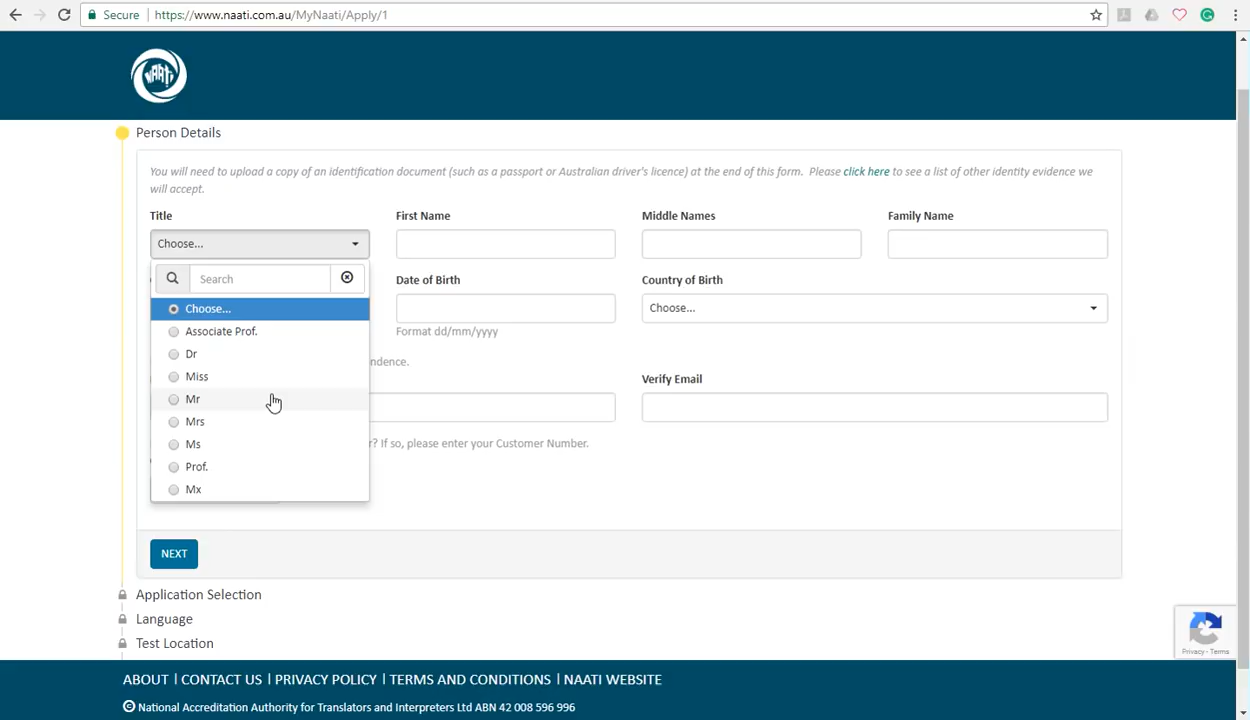 Secure
https://www.naati.com.au/MyNaati/Apply/1
NAATI
Person Details
You will need to upload a copy of an identification document (such as a passport or Australian driver's licence) at the end of this form. Please click here to see a list of other identity evidence we
will accept.
Title
First Name
Middle Names
Family Name
Choose...
Search
Choose...
Associate Prof.
Dr
Miss
Mr
Mrs
Ms
Prof.
Mx
Date of Birth
Country of Birth
Choose...
Format dd/mm/yyyy
ndence.
Verify Email
r? If so, please enter your Customer Number.
NEXT
Application Selection
Language
Test Location
Privacy - Terms
ABOUT | CONTACT US | PRIVACY POLICY | TERMS AND CONDITIONS | NAATI WEBSITE
© National Accreditation Authority for Translators and Interpreters Ltd ABN 42 008 596 996